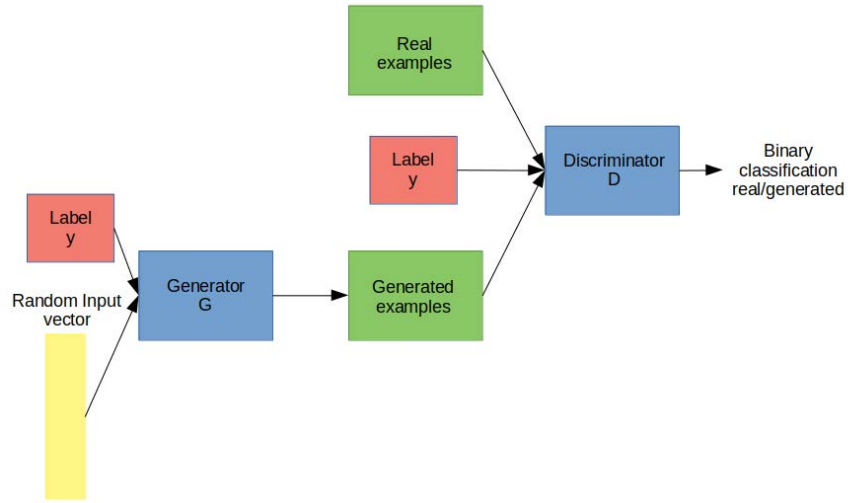 Real
examples
Label
y
Discriminator
D
Binary
classification
real/generated
Label
y
Random Input
vector
Generator
G
Generated
examples